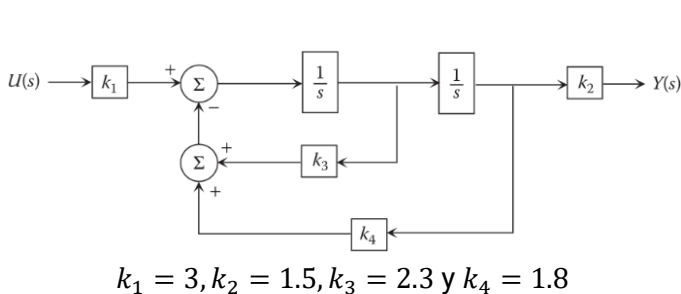 U(s) k₁ + Σ 1/s 1/s k₂ Y(s)
−
Σ + k₃
+
k₄
k₁ = 3, k₂ = 1.5, k₃ = 2.3 y k₄ = 1.8